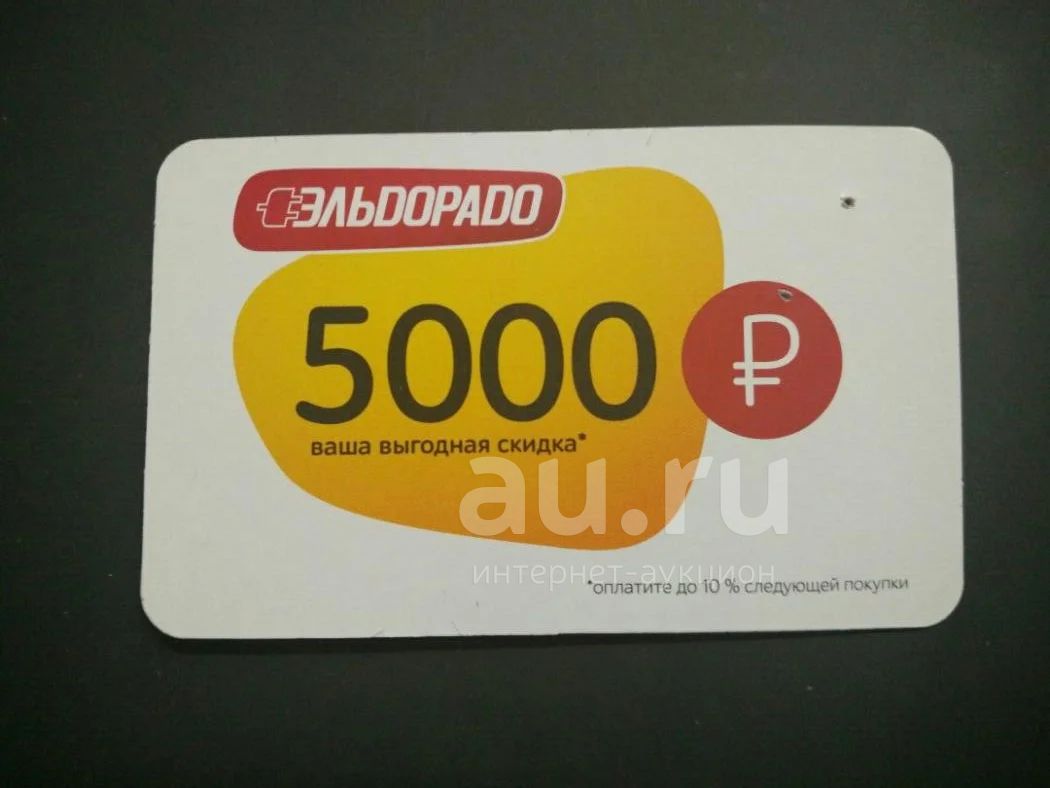 ЭЛЬДОРАДО
5000 ₽
ваша выгодная скидка*
au.ru
интернет-аукцион
*оплатите до 10 % следующей покупки